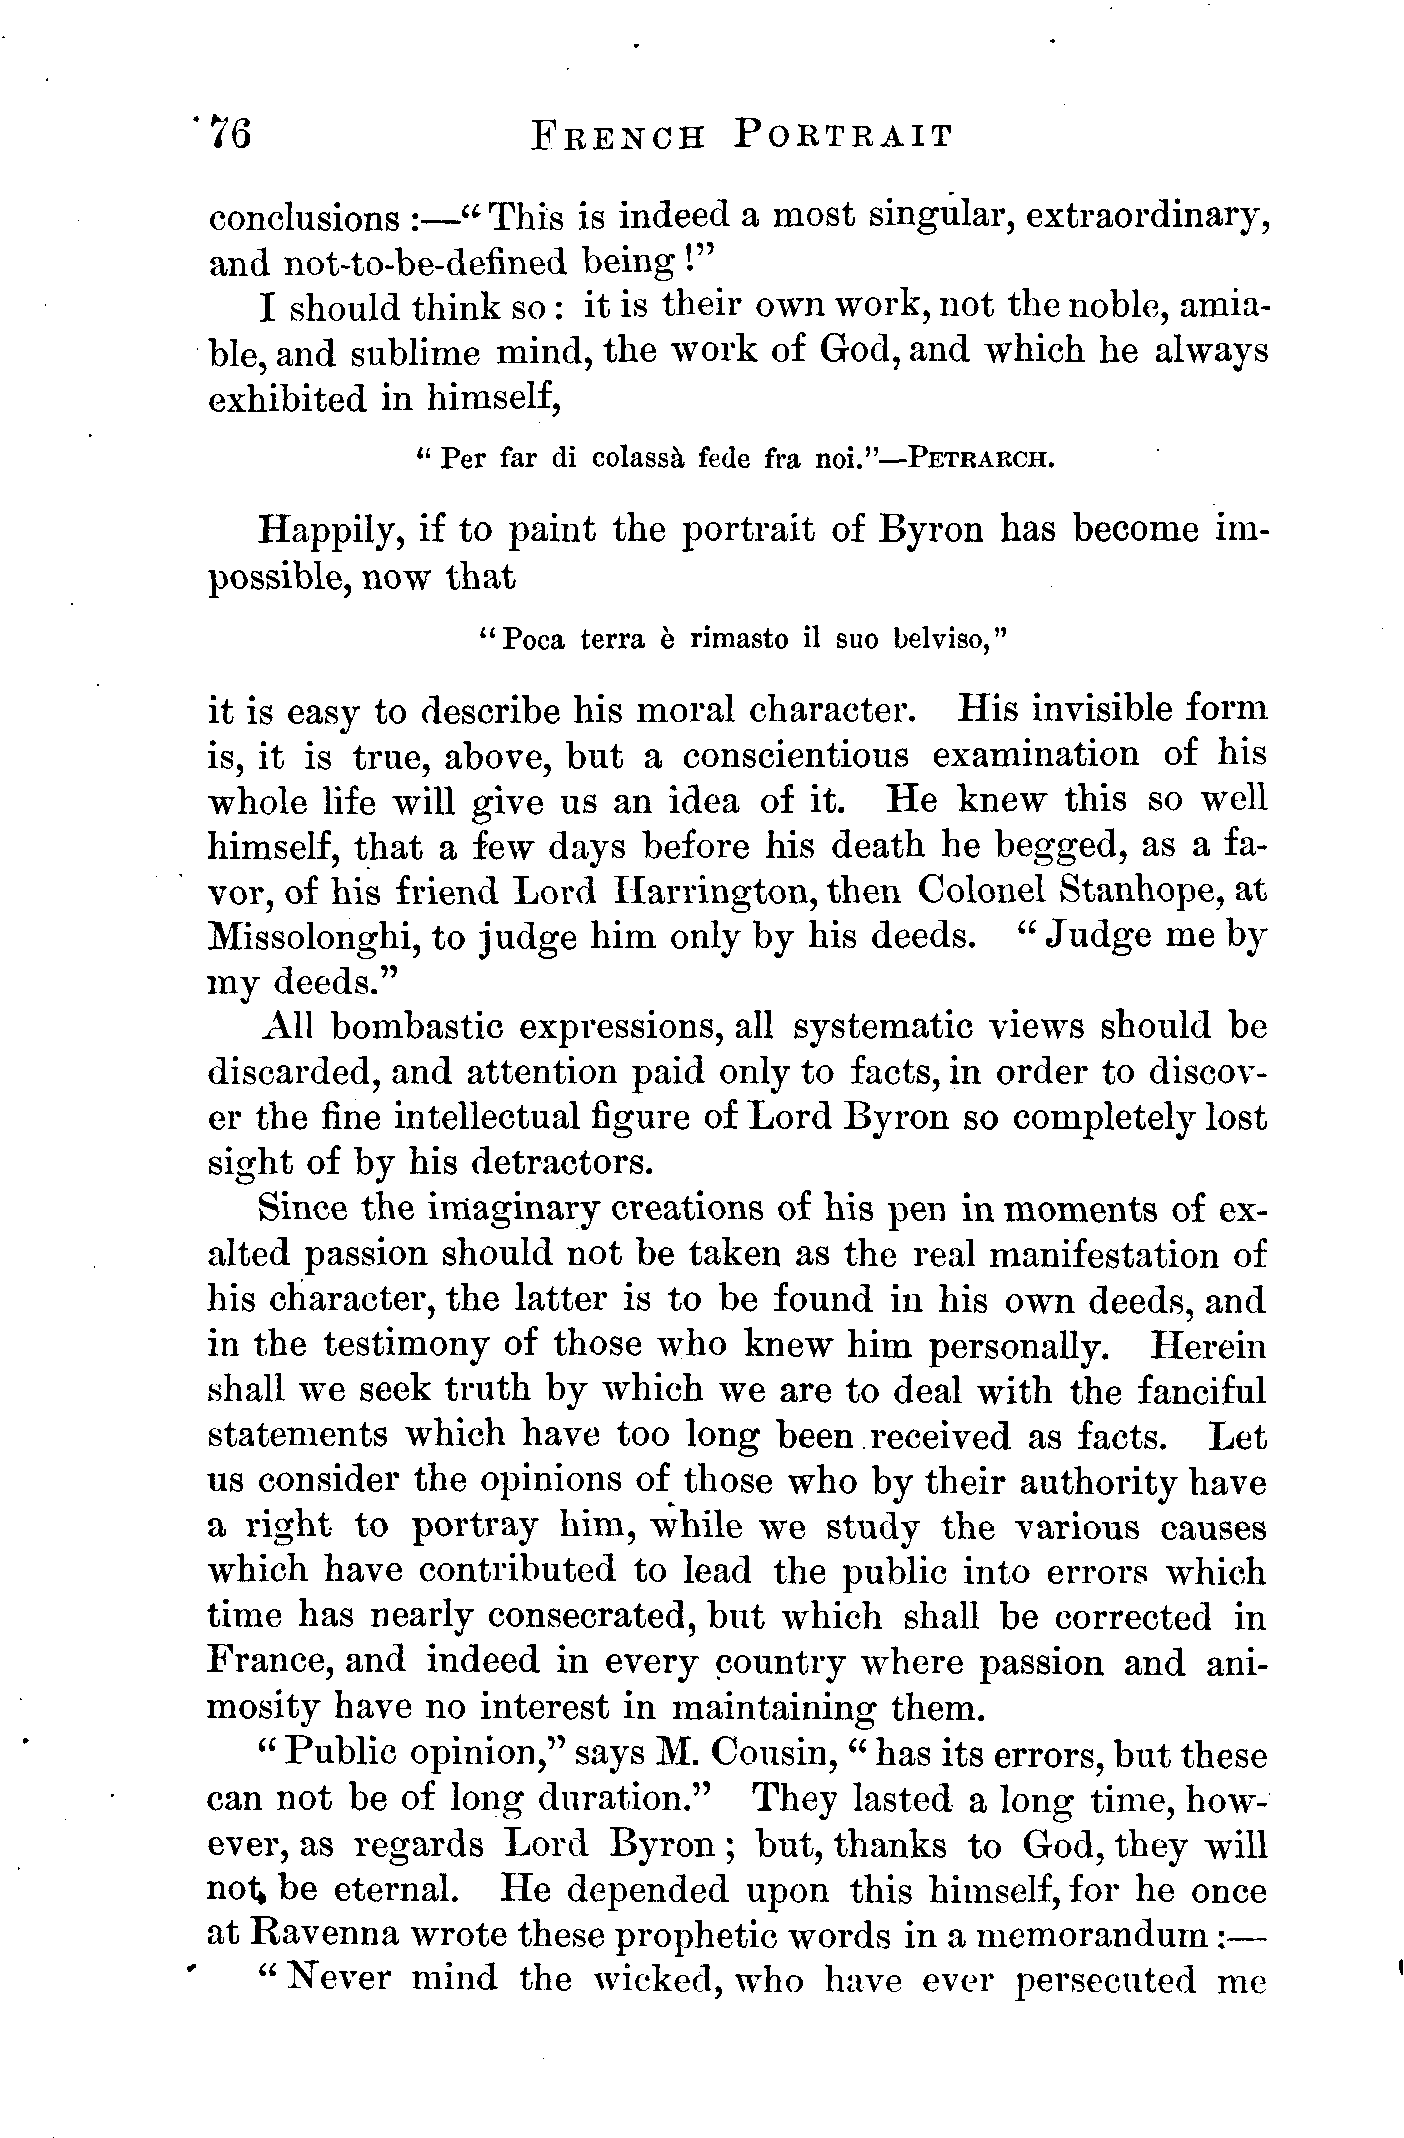 76 FRENCH PORTRAIT
conclusions :—“This is indeed a most singular, extraordinary,
and not-to-be-defined being!”
I should think so: it is their own work, not the noble, amia-
ble, and sublime mind, the work of God, and which he always
exhibited in himself,
“Per far di colassà fede fra noi.”—PETRARCH.
Happily, if to paint the portrait of Byron has become im-
possible, now that
“Poca terra è rimasto il suo belviso,”
it is easy to describe his moral character. His invisible form
is, it is true, above, but a conscientious examination of his
whole life will give us an idea of it. He knew this so well
himself, that a few days before his death he begged, as a fa-
vor, of his friend Lord Harrington, then Colonel Stanhope, at
Missolonghi, to judge him only by his deeds. “Judge me by
my deeds.”
All bombastic expressions, all systematic views should be
discarded, and attention paid only to facts, in order to discov-
er the fine intellectual figure of Lord Byron so completely lost
sight of by his detractors.
Since the imaginary creations of his pen in moments of ex-
alted passion should not be taken as the real manifestation of
his character, the latter is to be found in his own deeds, and
in the testimony of those who knew him personally. Herein
shall we seek truth by which we are to deal with the fanciful
statements which have too long been received as facts. Let
us consider the opinions of those who by their authority have
a right to portray him, while we study the various causes
which have contributed to lead the public into errors which
time has nearly consecrated, but which shall be corrected in
France, and indeed in every country where passion and ani-
mosity have no interest in maintaining them.
“Public opinion,” says M. Cousin, “has its errors, but these
can not be of long duration.” They lasted a long time, how-
ever, as regards Lord Byron; but, thanks to God, they will
not be eternal. He depended upon this himself, for he once
at Ravenna wrote these prophetic words in a memorandum:—
“Never mind the wicked, who have ever persecuted me